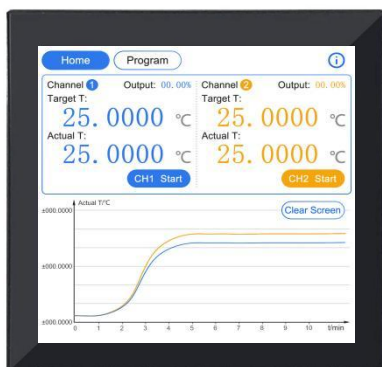 Home Program i
Channel 1 Output: 00.00% Channel 2 Output: 00.00%
Target T: Target T:
25.0000 °C 25.0000 °C
Actual T: Actual T:
25.0000 °C 25.0000 °C
CH1 Start CH2 Start
Actual T/°C
Clear Screen
±000.0000
±000.0000
0 1 2 3 4 5 6 7 8 9 10 t/min